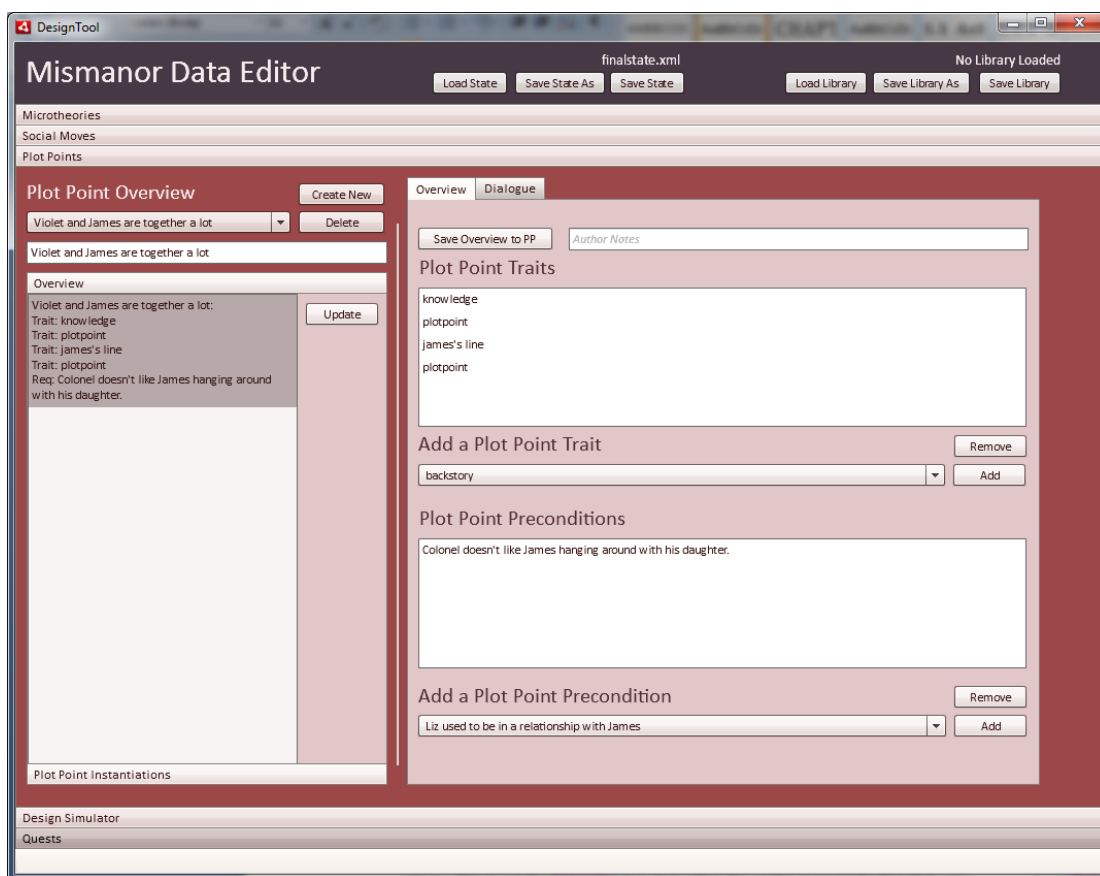 DesignTool
Mismanor Data Editor
finalstate.xml
No Library Loaded
Load State
Save State As
Save State
Load Library
Save Library As
Save Library
Microtheories
Social Moves
Plot Points
Plot Point Overview
Create New
Violet and James are together a lot
Delete
Violet and James are together a lot
Overview
Violet and James are together a lot:
Trait: knowledge
Trait: plotpoint
Trait: james's line
Trait: plotpoint
Req: Colonel doesn't like James hanging around
with his daughter.
Update
Plot Point Instantiations
Overview
Dialogue
Save Overview to PP
Author Notes
Plot Point Traits
knowledge
plotpoint
james's line
plotpoint
Add a Plot Point Trait
Remove
backstory
Add
Plot Point Preconditions
Colonel doesn't like James hanging around with his daughter.
Add a Plot Point Precondition
Remove
Liz used to be in a relationship with James
Add
Design Simulator
Quests